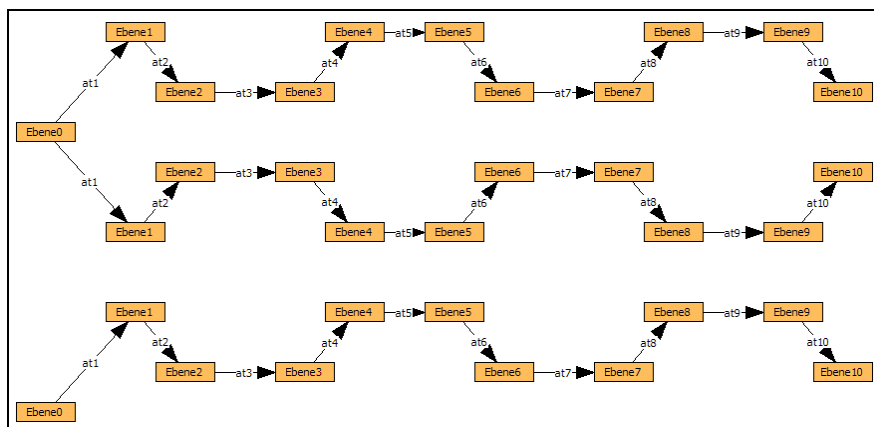 Ebene1 Ebene4 at5 Ebene5 Ebene8 at9 Ebene9
at2 at4 at6 at8 at10
at1
Ebene2 at3 Ebene3 Ebene6 at7 Ebene7 Ebene10
Ebene0
Ebene2 at3 Ebene3 Ebene6 at7 Ebene7 Ebene10
at1
at2 at4 at6 at8 at10
Ebene1 Ebene4 at5 Ebene5 Ebene8 at9 Ebene9
Ebene1 Ebene4 at5 Ebene5 Ebene8 at9 Ebene9
at2 at4 at6 at8 at10
at1
Ebene2 at3 Ebene3 Ebene6 at7 Ebene7 Ebene10
Ebene0